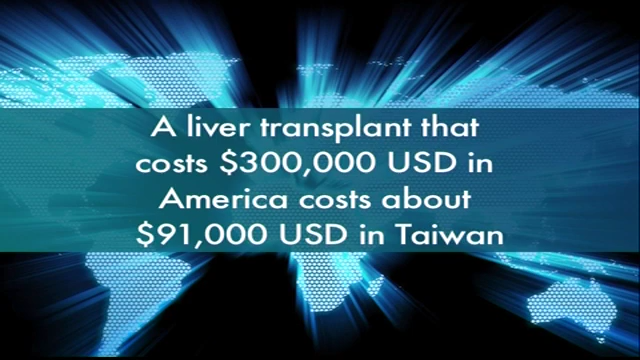 A liver transplant that
costs $300,000 USD in
America costs about
$91,000 USD in Taiwan